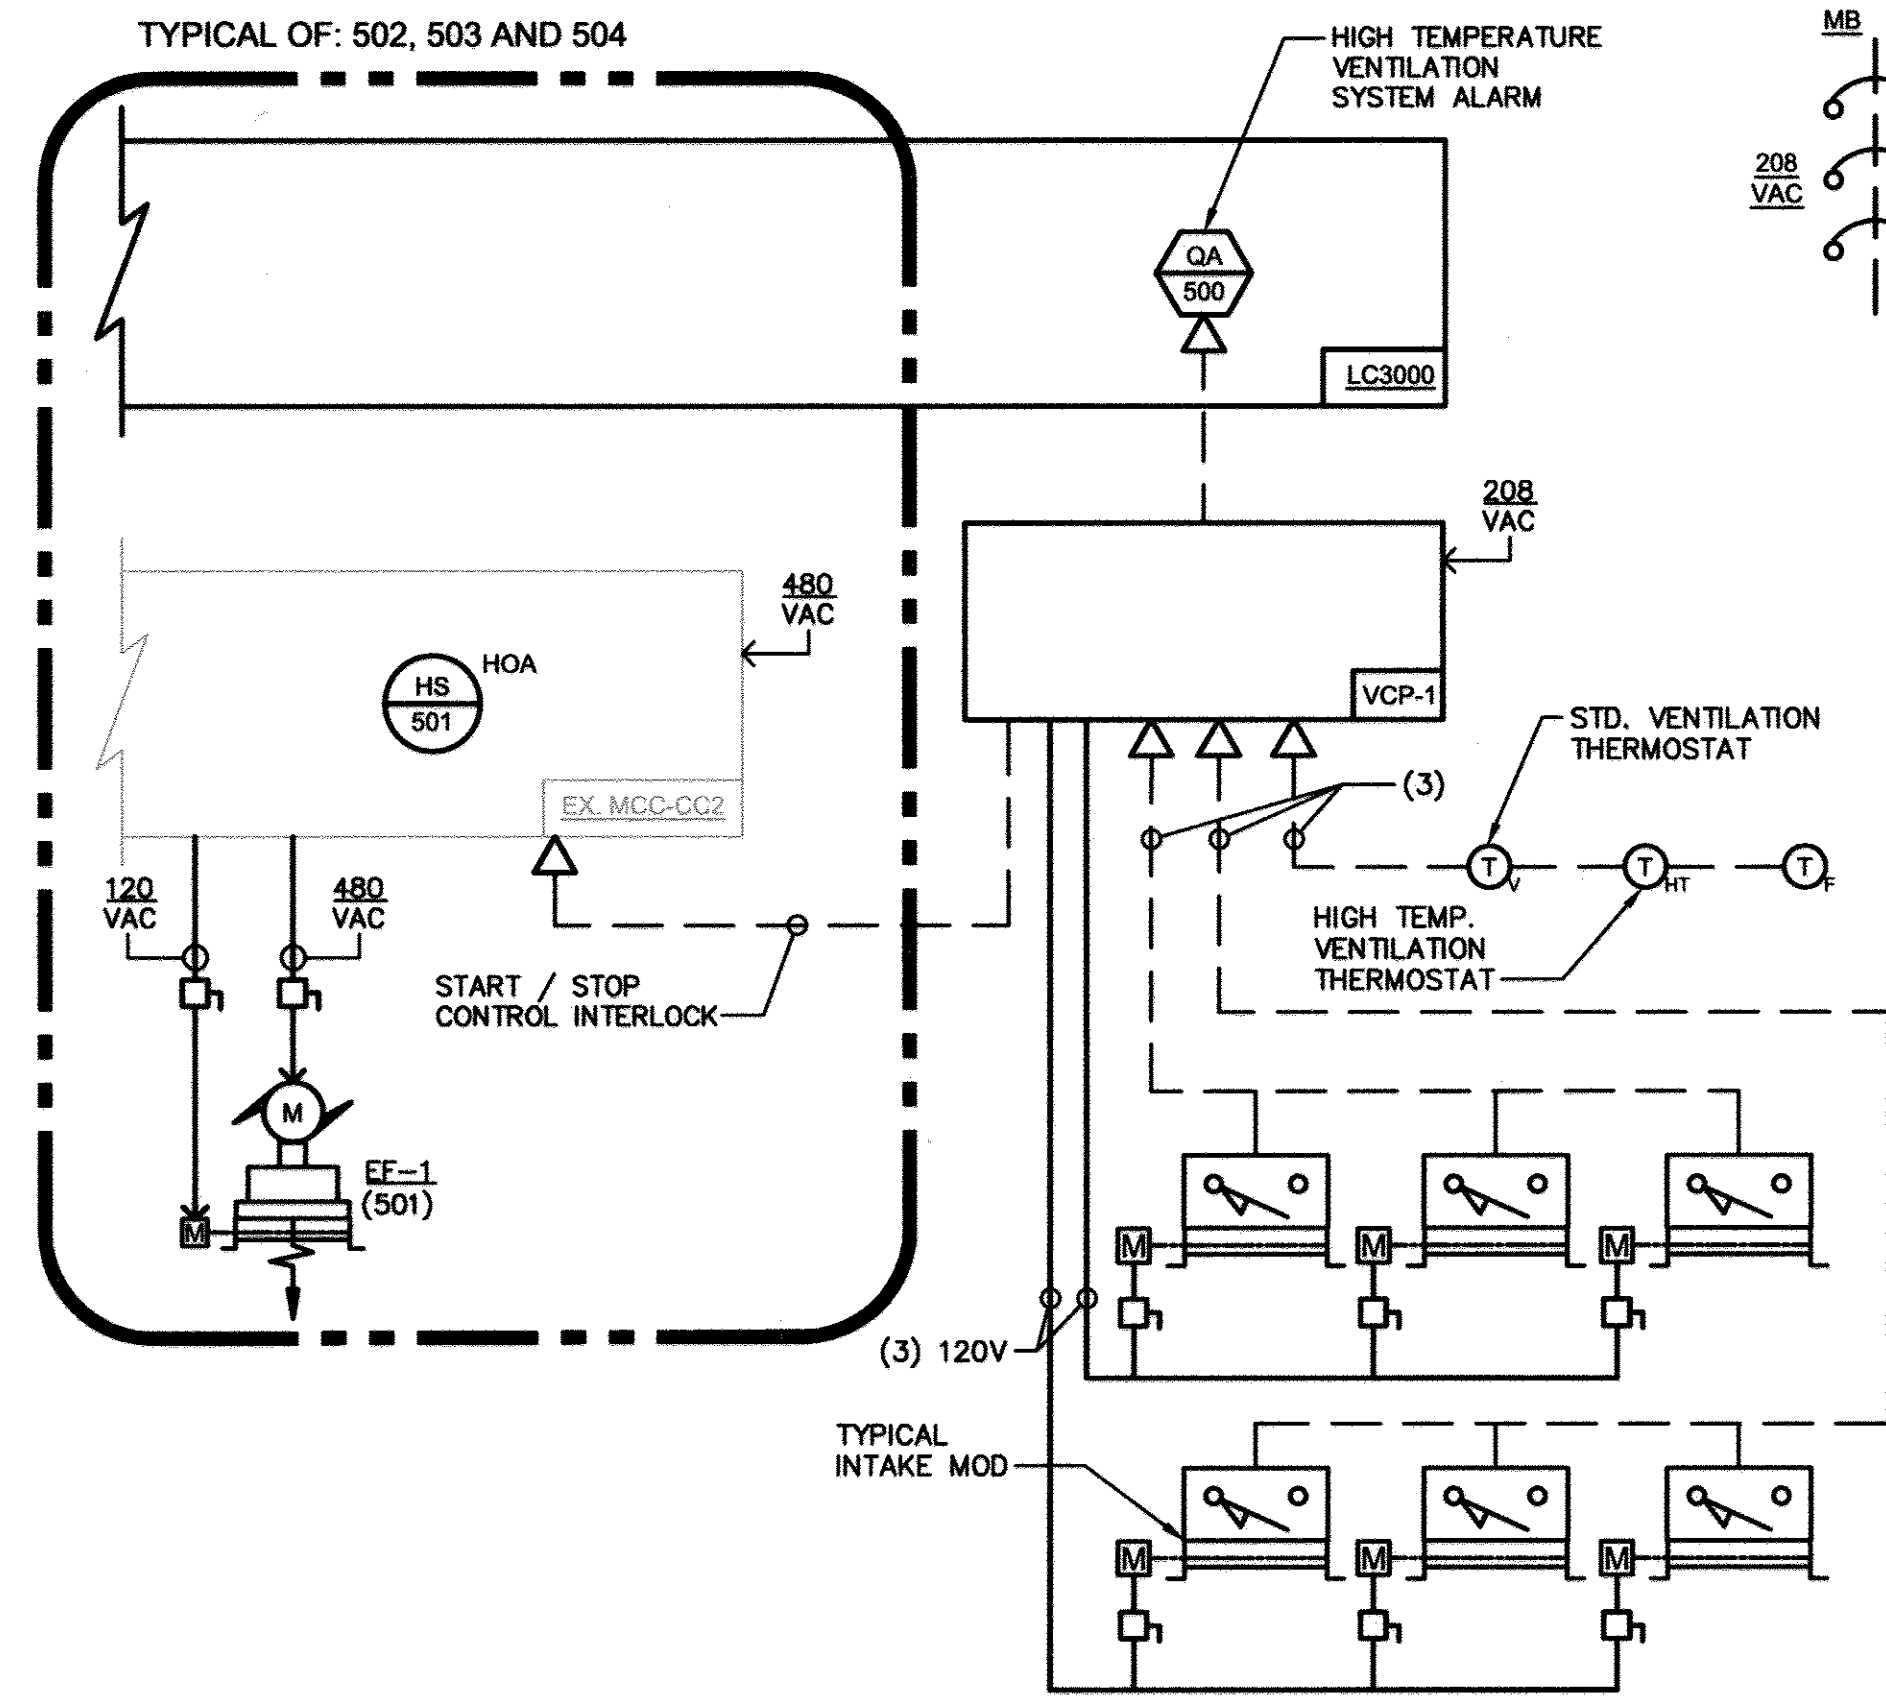 TYPICAL OF: 502, 503 AND 504
HIGH TEMPERATURE
VENTILATION
SYSTEM ALARM
MB
208
VAC
QA
500
LC3000
208
VAC
480
VAC
HS
501
HOA
VCP-1
EX. MCC-CC2
STD. VENTILATION
THERMOSTAT
(3)
T
V
T
HT
T
F
120
VAC
480
VAC
HIGH TEMP.
VENTILATION
THERMOSTAT
START / STOP
CONTROL INTERLOCK
M
EF-1
(501)
M
M
M
M
(3) 120V
TYPICAL
INTAKE MOD
M
M
M